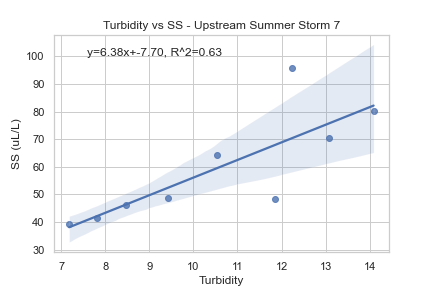 Turbidity vs SS - Upstream Summer Storm 7
y=6.38x+-7.70, R^2=0.63
100
90
80
70
60
50
40
30
SS (uL/L)
7 8 9 10 11 12 13 14
Turbidity